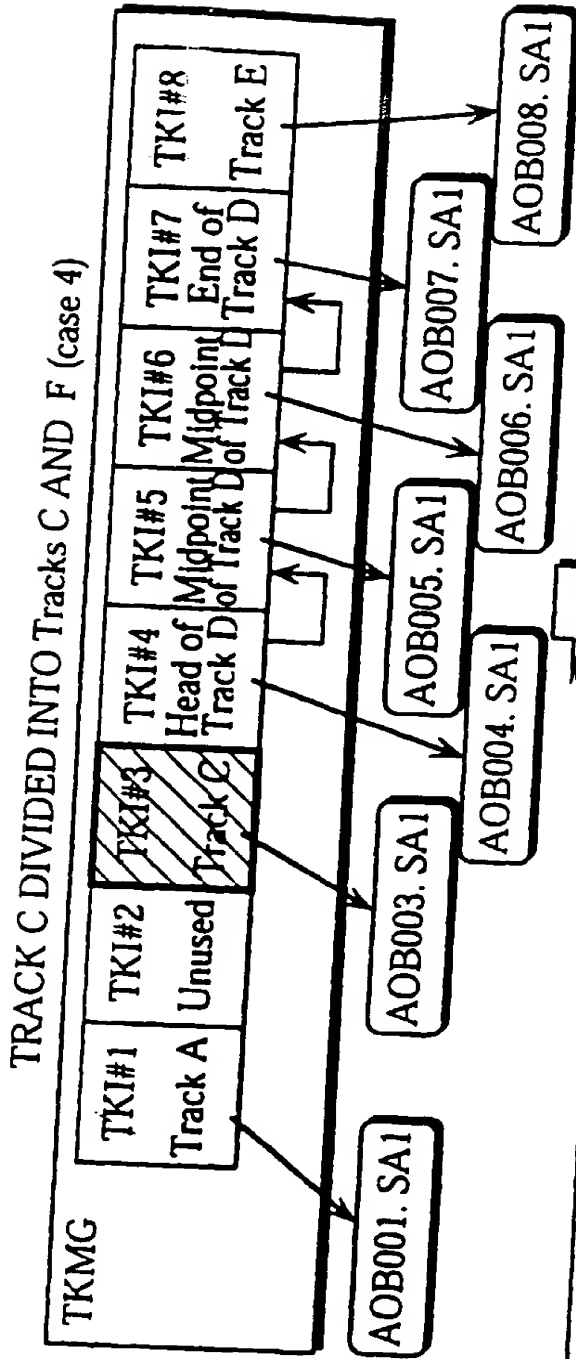 TRACK C DIVIDED INTO Tracks C AND F (case 4)
TKMG
TKI#1
Track A
TKI#2
Unused
TKI#3
Track C
TKI#4
Head of
Track D
TKI#5
Midpoint
of Track D
TKI#6
Midpoint
of Track D
TKI#7
End of
Track D
TKI#8
Track E
AOB001. SA1
AOB003. SA1
AOB004. SA1
AOB005. SA1
AOB006. SA1
AOB007. SA1
AOB008. SA1